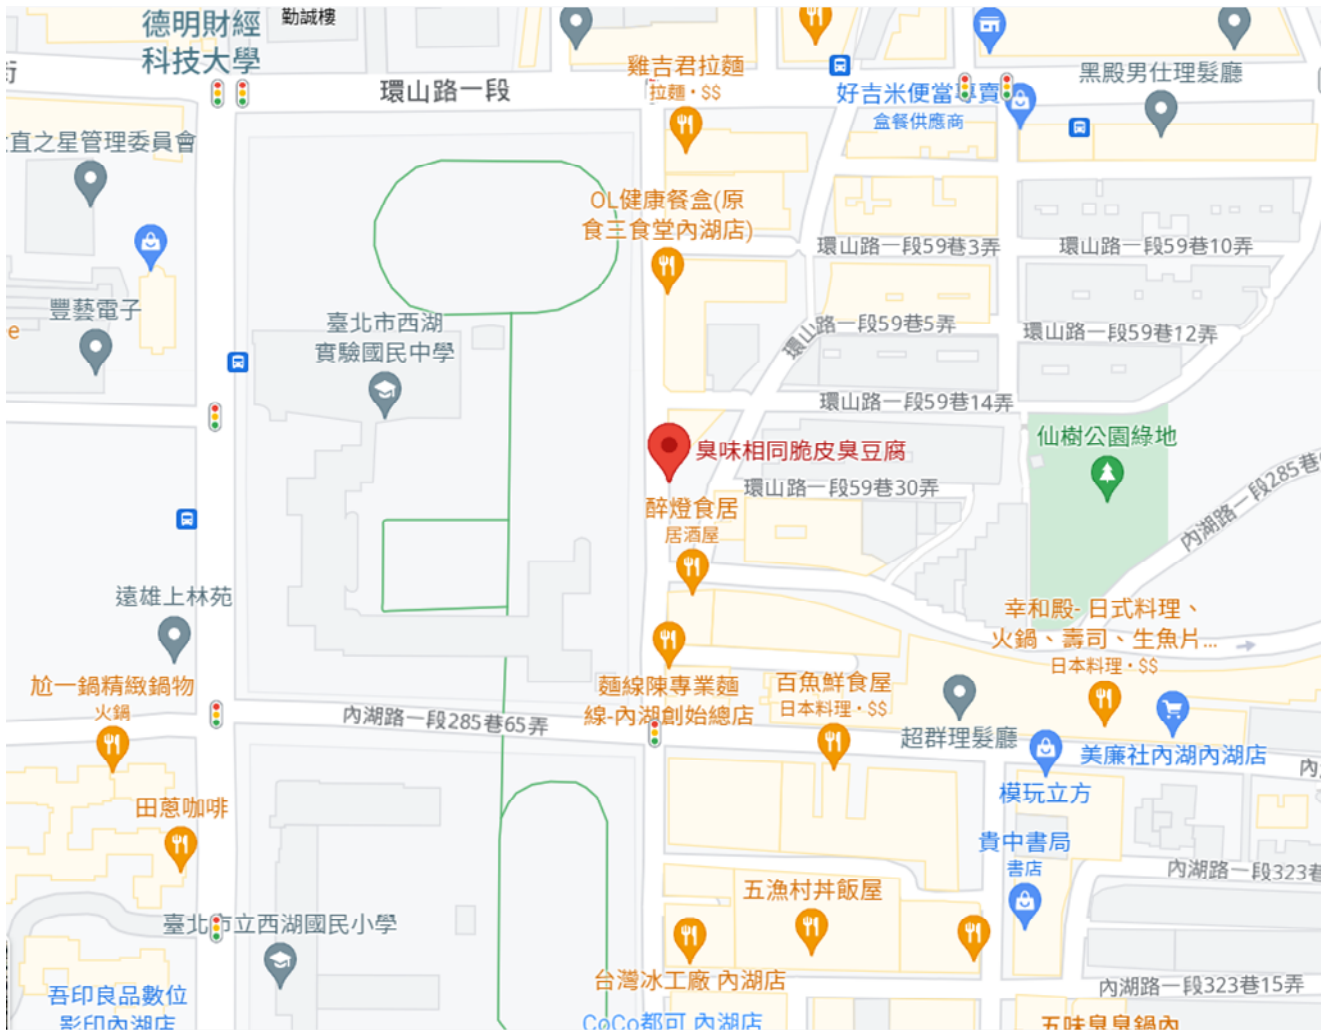 德明財經
科技大學
勤誠樓
街
環山路一段
雞吉君拉麵
拉麵・$$
好吉米便當專賣
盒餐供應商
黑殿男仕理髮廳
直之星管理委員會
OL健康餐盒(原
食三食堂內湖店)
環山路一段59巷3弄
環山路一段59巷10弄
豐藝電子
e
臺北市西湖
實驗國民中學
環山路一段59巷5弄
環山路一段59巷12弄
環山路一段59巷14弄
仙樹公園綠地
臭味相同脆皮臭豆腐
環山路一段59巷30弄
內湖路一段285巷
醉燈食居
居酒屋
遠雄上林苑
幸和殿- 日式料理、
火鍋、壽司、生魚片...
日本料理・$$
尬一鍋精緻鍋物
火鍋
麵線陳專業麵
線-內湖創始總店
百魚鮮食屋
日本料理・$$
內湖路一段285巷65弄
超群理髮廳
美廉社內湖內湖店
內
模玩立方
田蔥咖啡
貴中書局
書店
內湖路一段323巷
五漁村丼飯屋
臺北市立西湖國民小學
台灣冰工廠 內湖店
內湖路一段323巷15弄
吾印良品數位
影印內湖店
CoCo都可 內湖店
五味臭臭鍋內